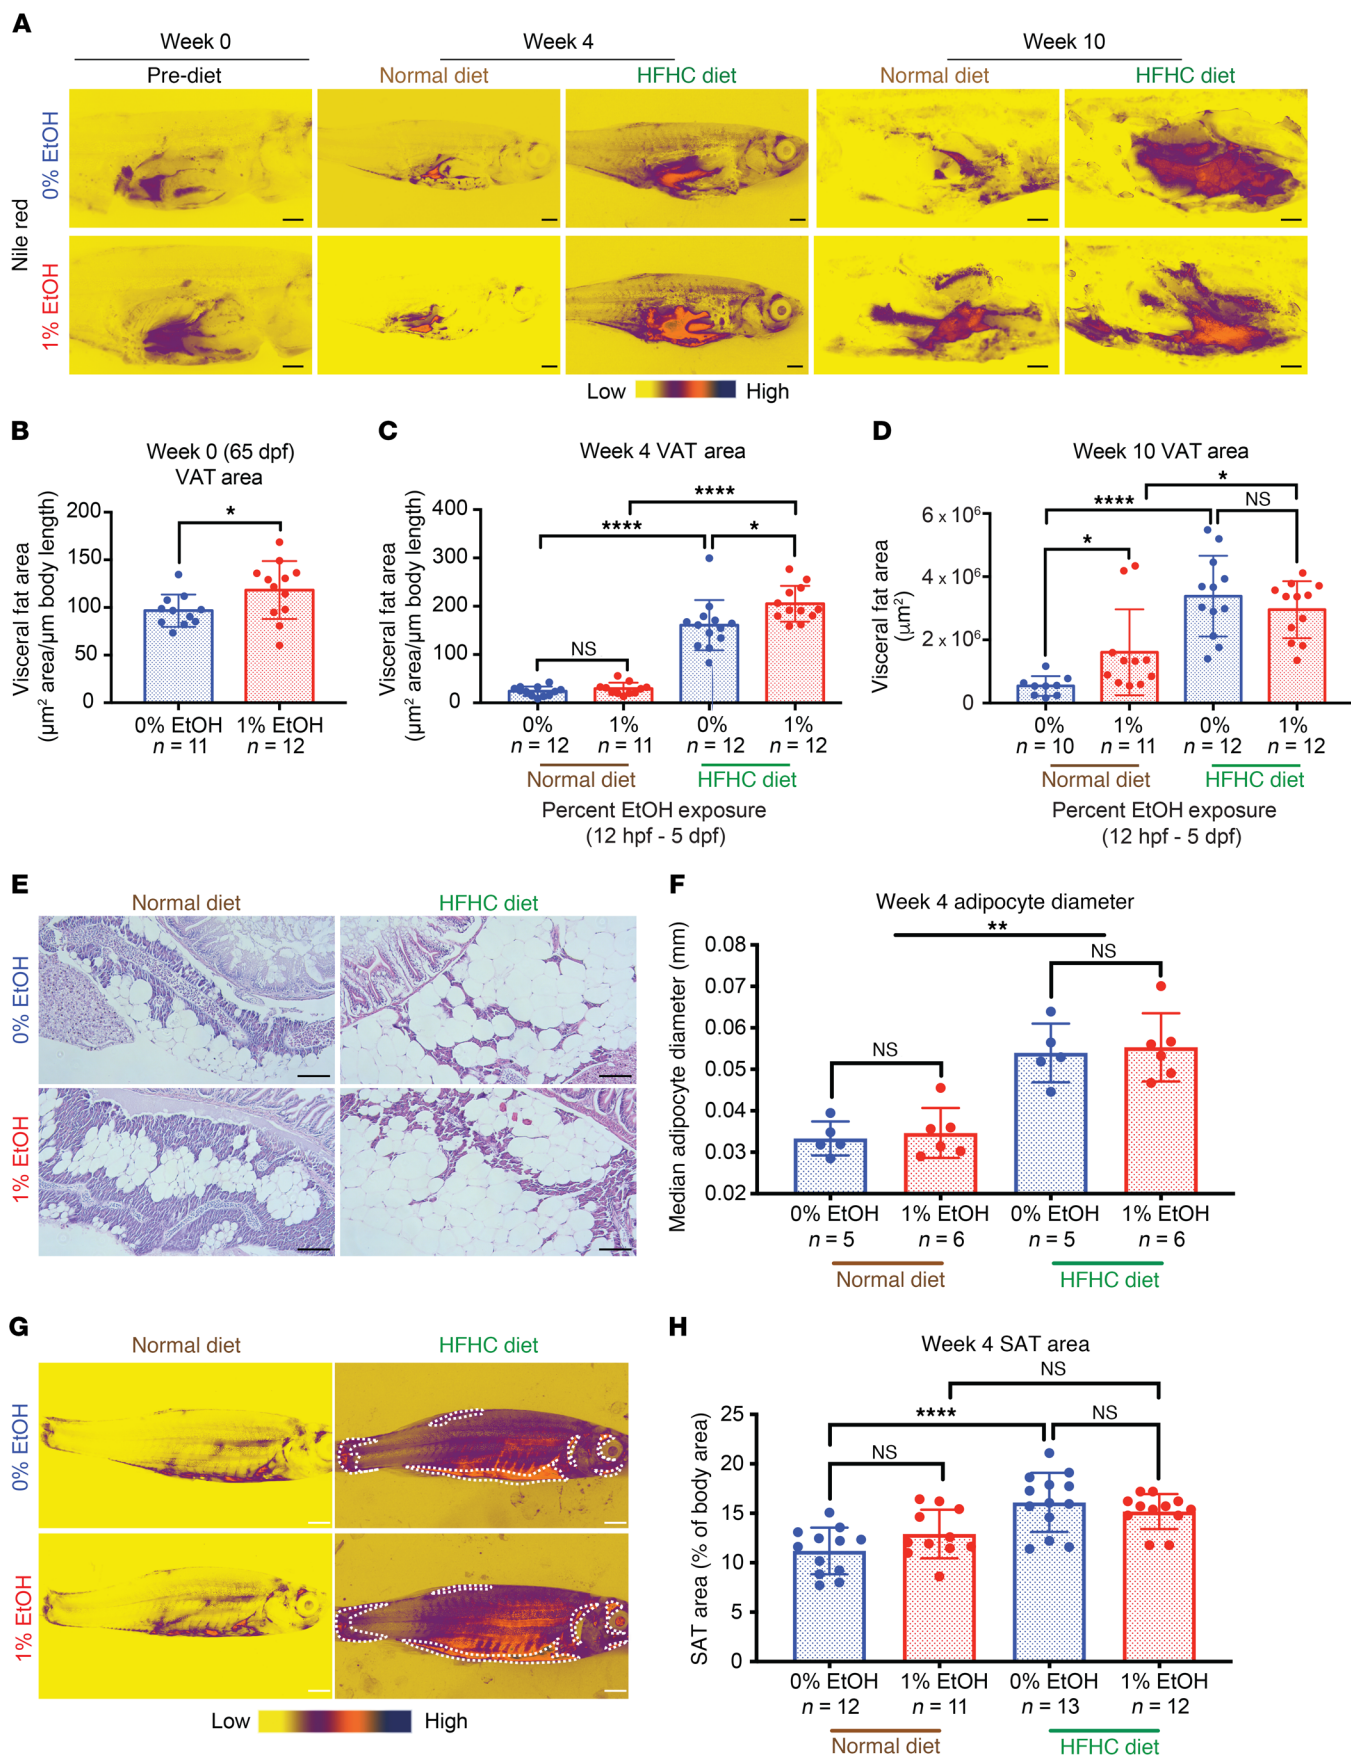 A
Week 0
Week 4
Week 10
Pre-diet
Normal diet
HFHC diet
Normal diet
HFHC diet
Nile red
0% EtOH
1% EtOH
Low
High
B
Week 0 (65 dpf)
VAT area
Visceral fat area
(µm² area/µm body length)
200
150
100
50
0
*
0% EtOH
n = 11
1% EtOH
n = 12
C
Week 4 VAT area
Visceral fat area
(µm² area/µm body length)
400
300
200
100
0
****
****
*
NS
0%
1%
0%
1%
n = 12
n = 11
n = 12
n = 12
Normal diet
HFHC diet
Percent EtOH exposure
(12 hpf - 5 dpf)
D
Week 10 VAT area
Visceral fat area
(µm²)
6 x 10⁶
4 x 10⁶
2 x 10⁶
0
*
****
NS
*
0%
1%
0%
1%
n = 10
n = 11
n = 12
n = 12
Normal diet
HFHC diet
Percent EtOH exposure
(12 hpf - 5 dpf)
E
Normal diet
HFHC diet
0% EtOH
1% EtOH
F
Week 4 adipocyte diameter
Median adipocyte diameter (mm)
0.08
0.07
0.06
0.05
0.04
0.03
0.02
**
NS
NS
0% EtOH
1% EtOH
0% EtOH
1% EtOH
n = 5
n = 6
n = 5
n = 6
Normal diet
HFHC diet
G
Normal diet
HFHC diet
0% EtOH
1% EtOH
Low
High
H
Week 4 SAT area
SAT area (% of body area)
25
20
15
10
5
0
NS
****
NS
NS
0% EtOH
1% EtOH
0% EtOH
1% EtOH
n = 12
n = 11
n = 13
n = 12
Normal diet
HFHC diet